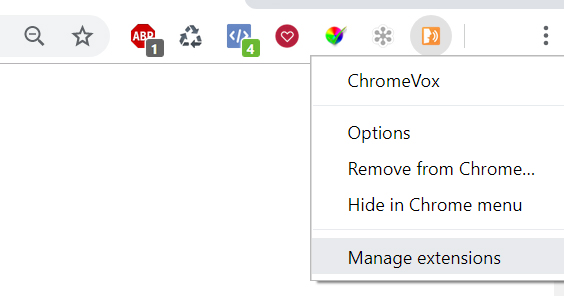 ABP
1
</>
4
ChromeVox
Options
Remove from Chrome...
Hide in Chrome menu
Manage extensions